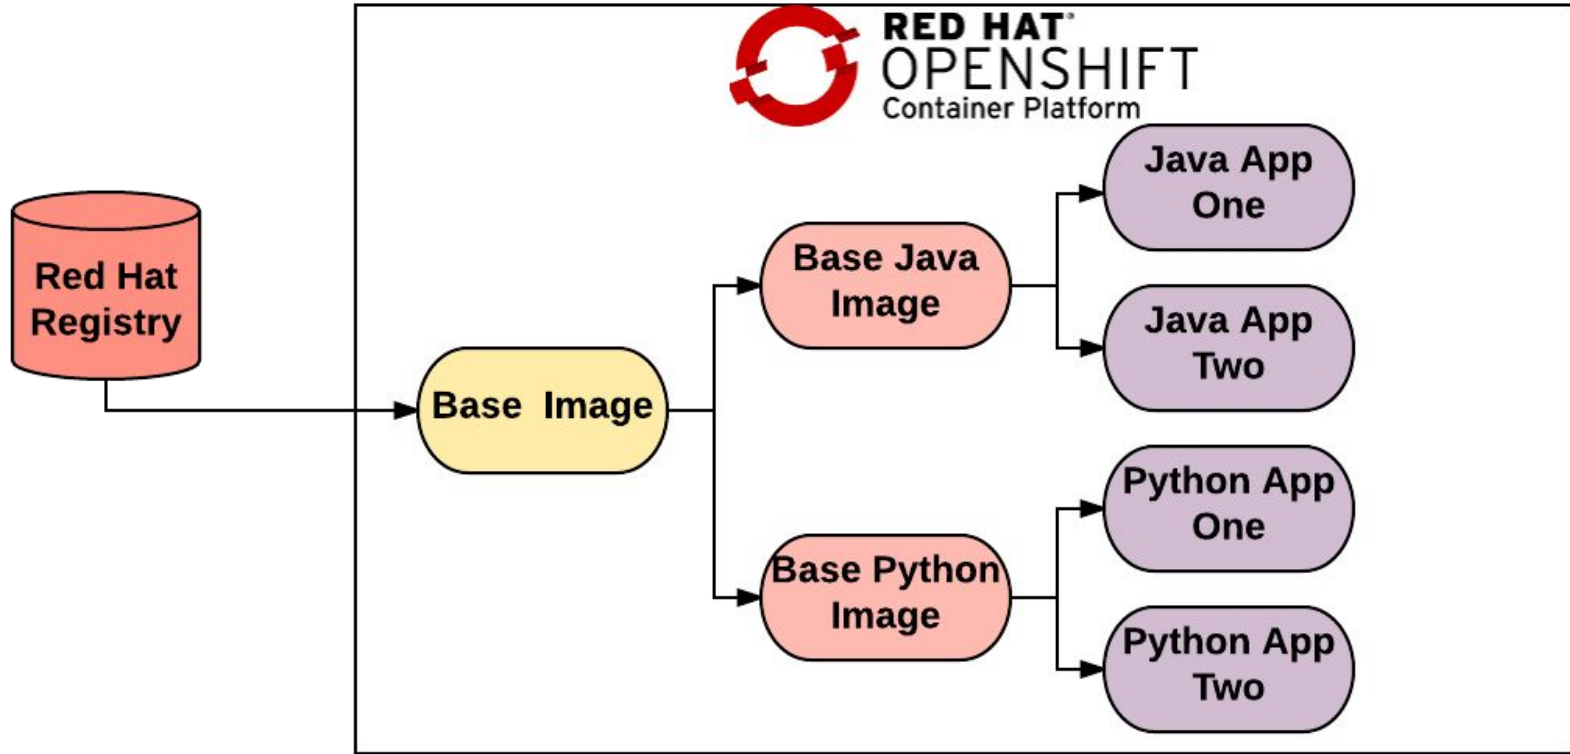 RED HAT®
OPENSHIFT
Container Platform
Java App
One
Red Hat
Registry
Base Java
Image
Java App
Two
Base Image
Python App
One
Base Python
Image
Python App
Two